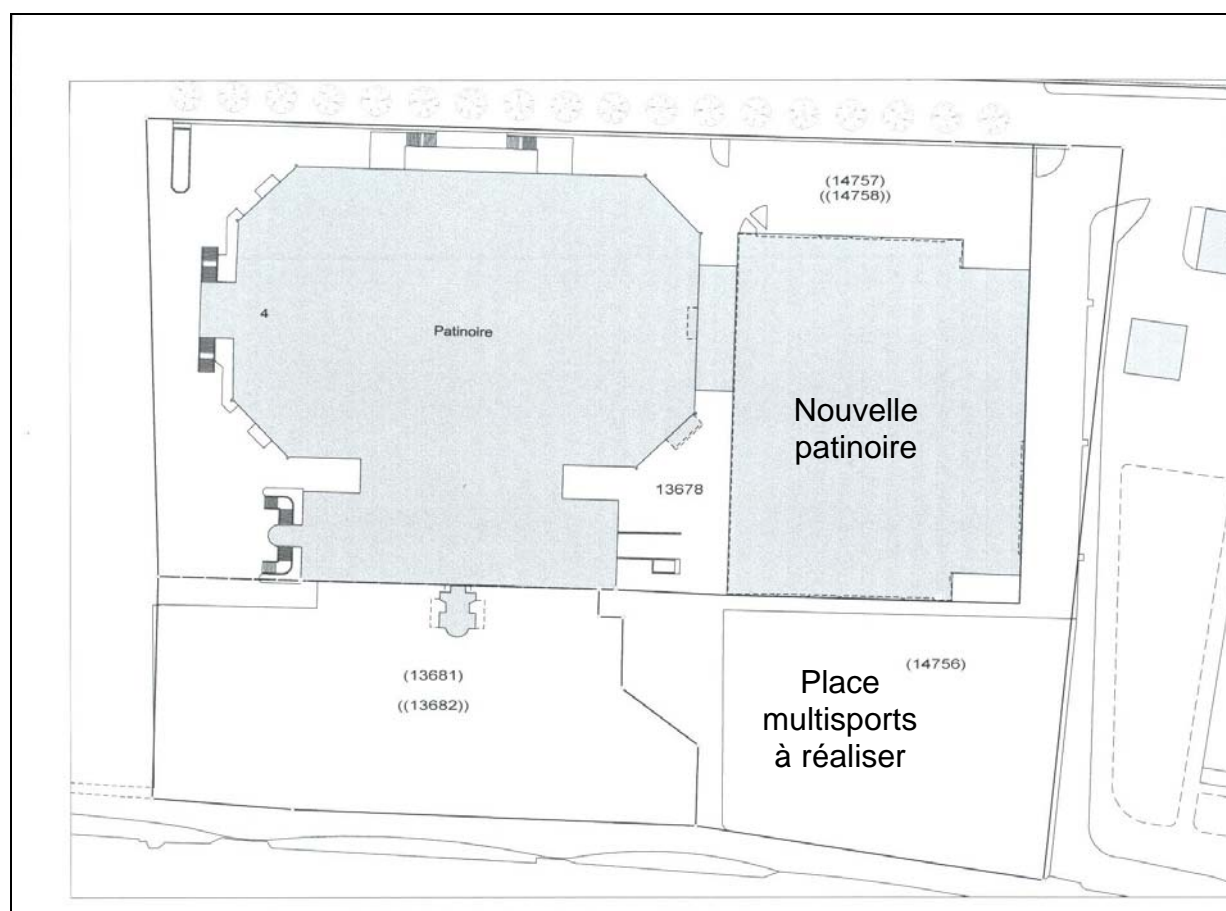 (14757)
((14758))
4
Patinoire
Nouvelle
patinoire
13678
(13681)
((13682))
(14756)
Place
multisports
à réaliser